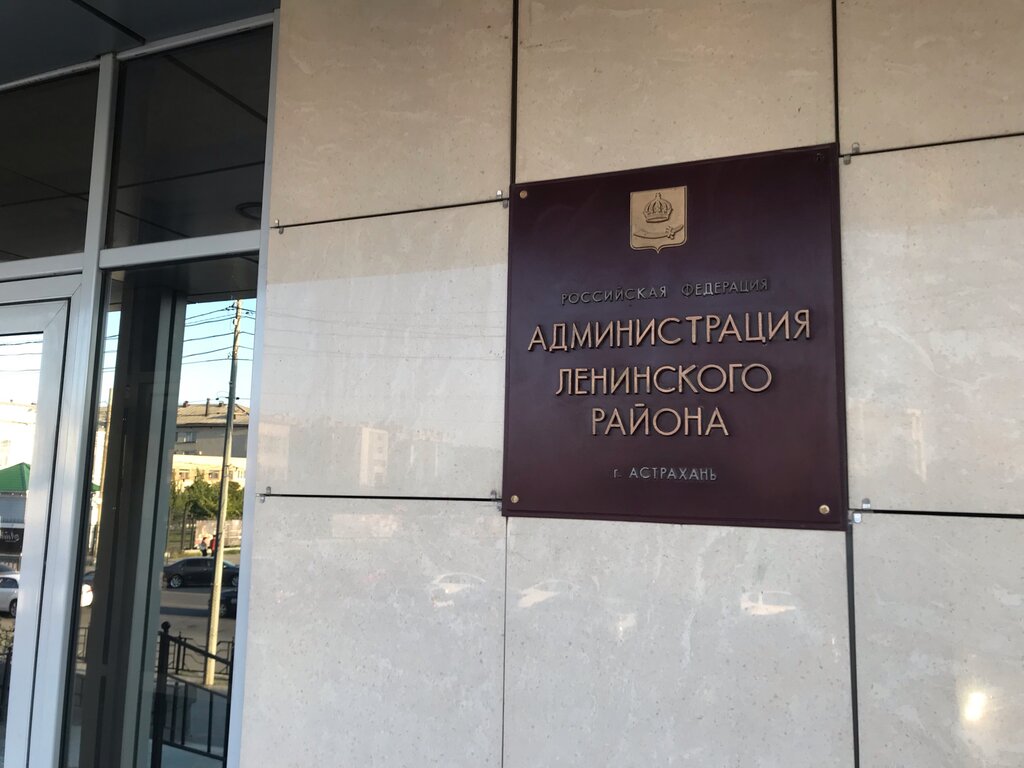 РОССИЙСКАЯ ФЕДЕРАЦИЯ
АДМИНИСТРАЦИЯ
ЛЕНИНСКОГО
РАЙОНА
г. АСТРАХАНЬ